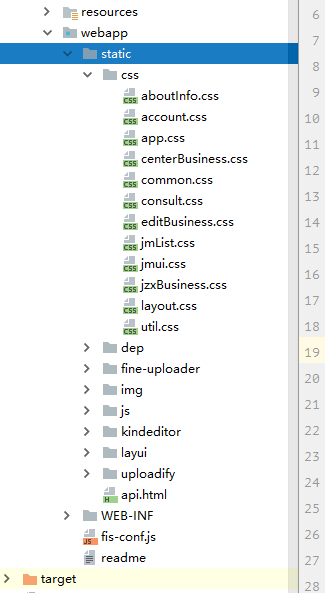 resources
webapp
static
css
aboutInfo.css
account.css
app.css
centerBusiness.css
common.css
consult.css
editBusiness.css
jmList.css
jmui.css
jzxBusiness.css
layout.css
util.css
dep
fine-uploader
img
js
kindeditor
layui
uploadify
api.html
WEB-INF
fis-conf.js
readme
target
6
7
8
9
10
11
12
13
14
15
16
17
18
19
20
21
22
23
24
25
26
27
28